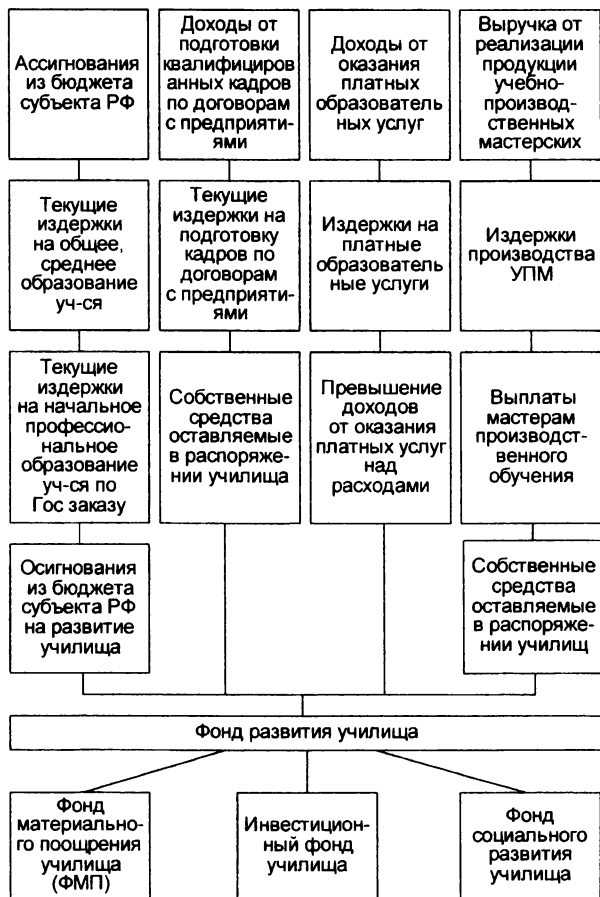 Ассигнования
из бюджета
субъекта РФ
Доходы от
подготовки
квалифициров
анных кадров
по договорам
с предприяти-
ями
Доходы от
оказания
платных
образователь
ных услуг
Выручка от
реализации
продукции
учебно-
производ-
ственных
мастерских
Текущие
издержки
на общее,
среднее
образование
уч-ся
Текущие
издержки на
подготовку
кадров по
договорам
с предприяти-
ями
Издержки на
платные
образователь
ные услуги
Издержки
производства
УПМ
Текущие
издержки
на начальное
профессио-
нальное
образование
уч-ся по
Гос заказу
Собственные
средства
оставляемые
в распоряже-
нии училища
Превышение
доходов
от оказания
платных услуг
над
расходами
Выплаты
мастерам
производст-
венного
обучения
Осигнования
из бюджета
субъекта РФ
на развитие
училища
Собственные
средства
оставляемые
в распоряже-
нии училищ
Фонд развития училища
Фонд
материально-
го поощрения
училища
(ФМП)
Инвестицион-
ный фонд
училища
Фонд
социального
развития
училища